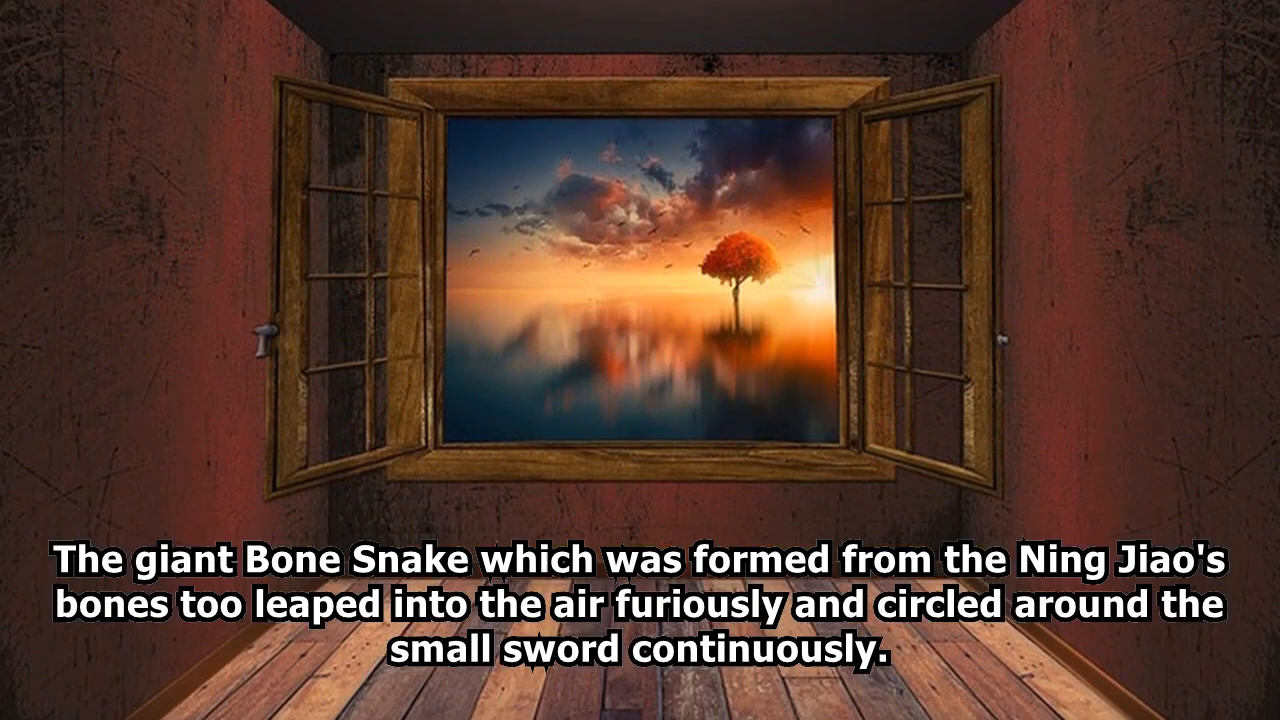 The giant Bone Snake which was formed from the Ning Jiao's
bones too leaped into the air furiously and circled around the
small sword continuously.